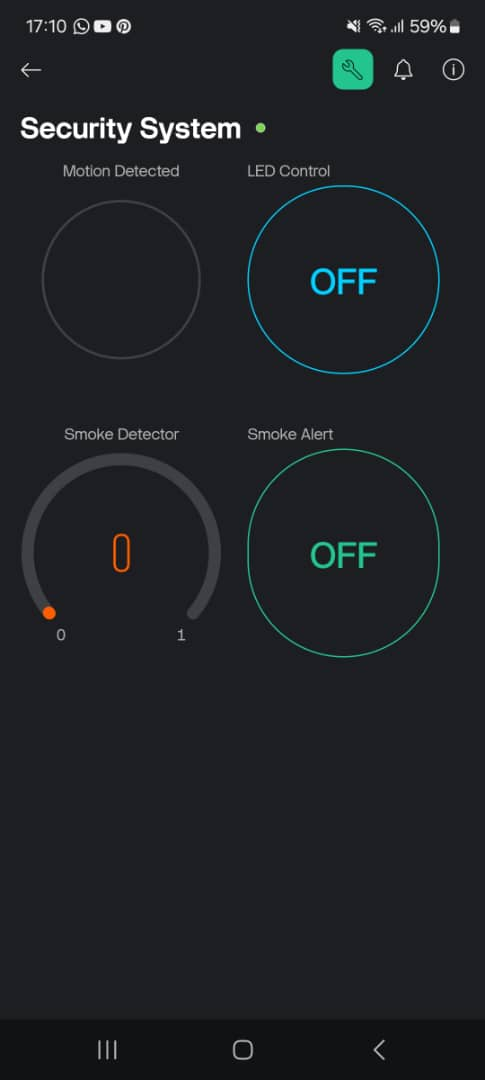 17:10 59%
Security System
Motion Detected LED Control
OFF
Smoke Detector Smoke Alert
0 OFF
0 1